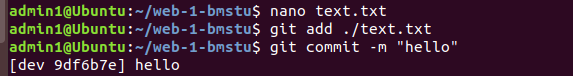 admin1@Ubuntu:~/web-1-bmstu$ nano text.txt
admin1@Ubuntu:~/web-1-bmstu$ git add ./text.txt
admin1@Ubuntu:~/web-1-bmstu$ git commit -m "hello"
[dev 9df6b7e] hello